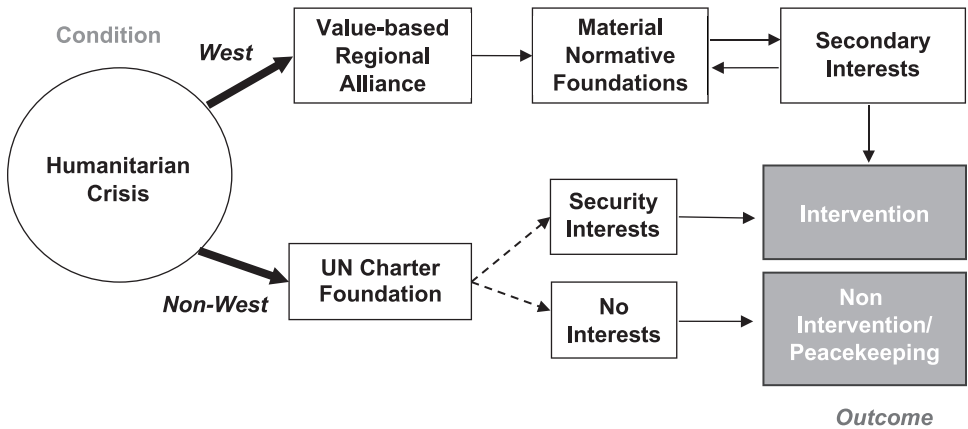 Condition
West
Value-based
Regional
Alliance
Material
Normative
Foundations
Secondary
Interests
Humanitarian
Crisis
Security
Interests
Intervention
Non-West
UN Charter
Foundation
No
Interests
Non
Intervention/
Peacekeeping
Outcome